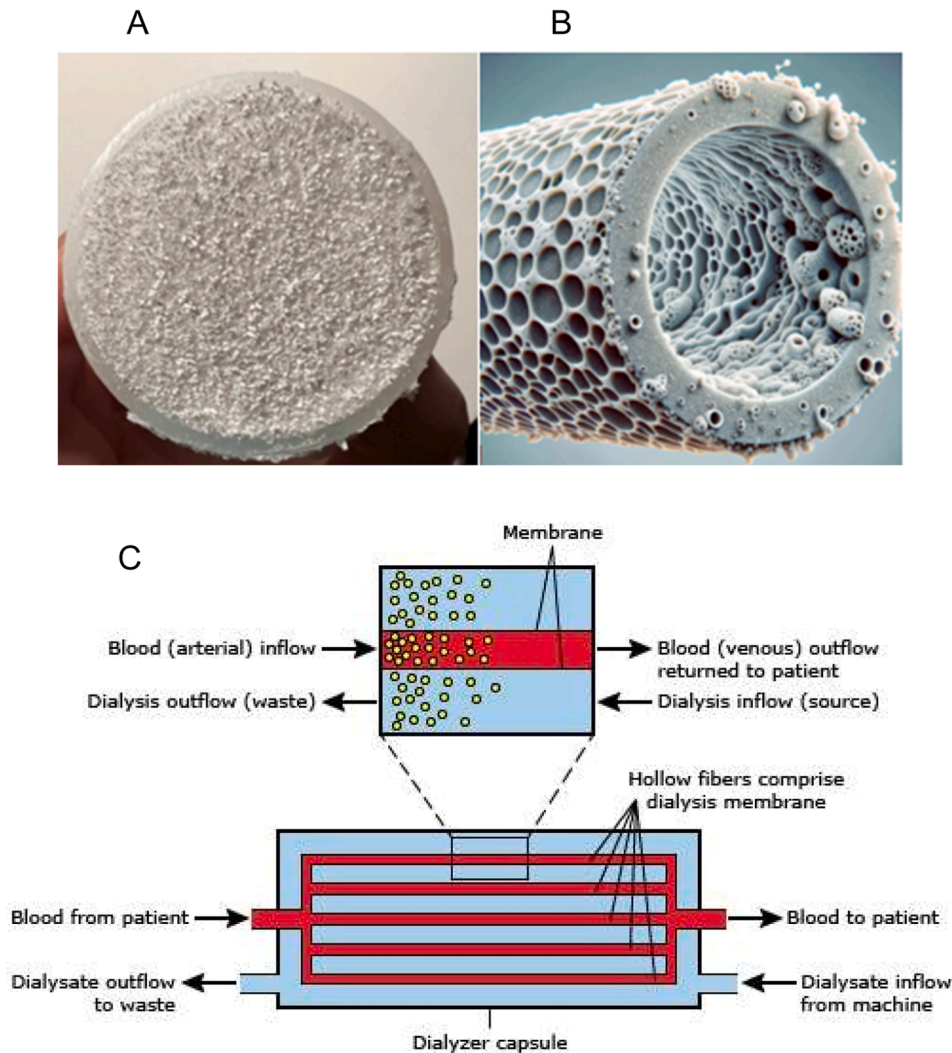 A
B
C
Membrane
Blood (arterial) inflow
Blood (venous) outflow
returned to patient
Dialysis outflow (waste)
Dialysis inflow (source)
Hollow fibers comprise
dialysis membrane
Blood from patient
Blood to patient
Dialysate outflow
to waste
Dialysate inflow
from machine
Dialyzer capsule